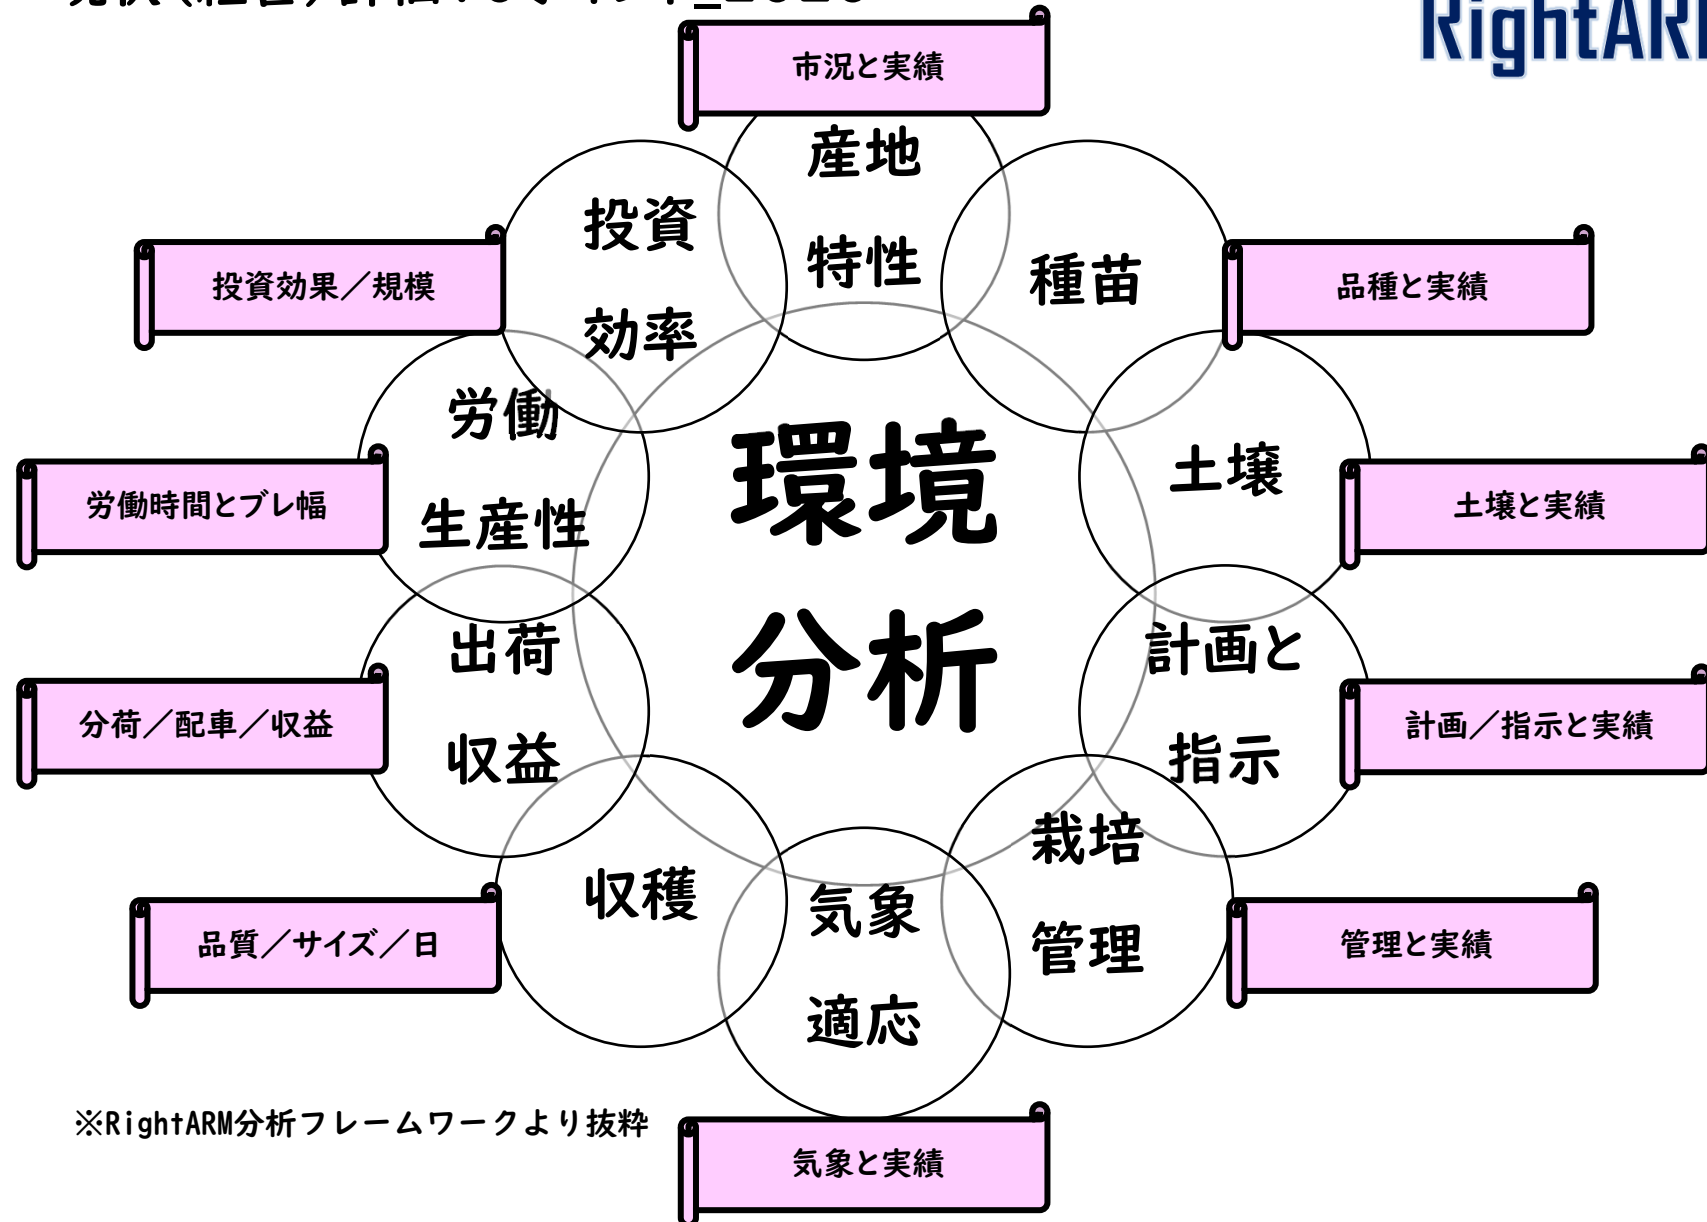 RightARM
市況と実績
産地
特性
投資
効率
種苗
投資効果／規模
品種と実績
労働
生産性
土壌
労働時間とブレ幅
土壌と実績
環境
分析
出荷
収益
計画と
指示
分荷／配車／収益
計画／指示と実績
収穫
栽培
管理
気象
適応
品質／サイズ／日
管理と実績
※RightARM分析フレームワークより抜粋
気象と実績